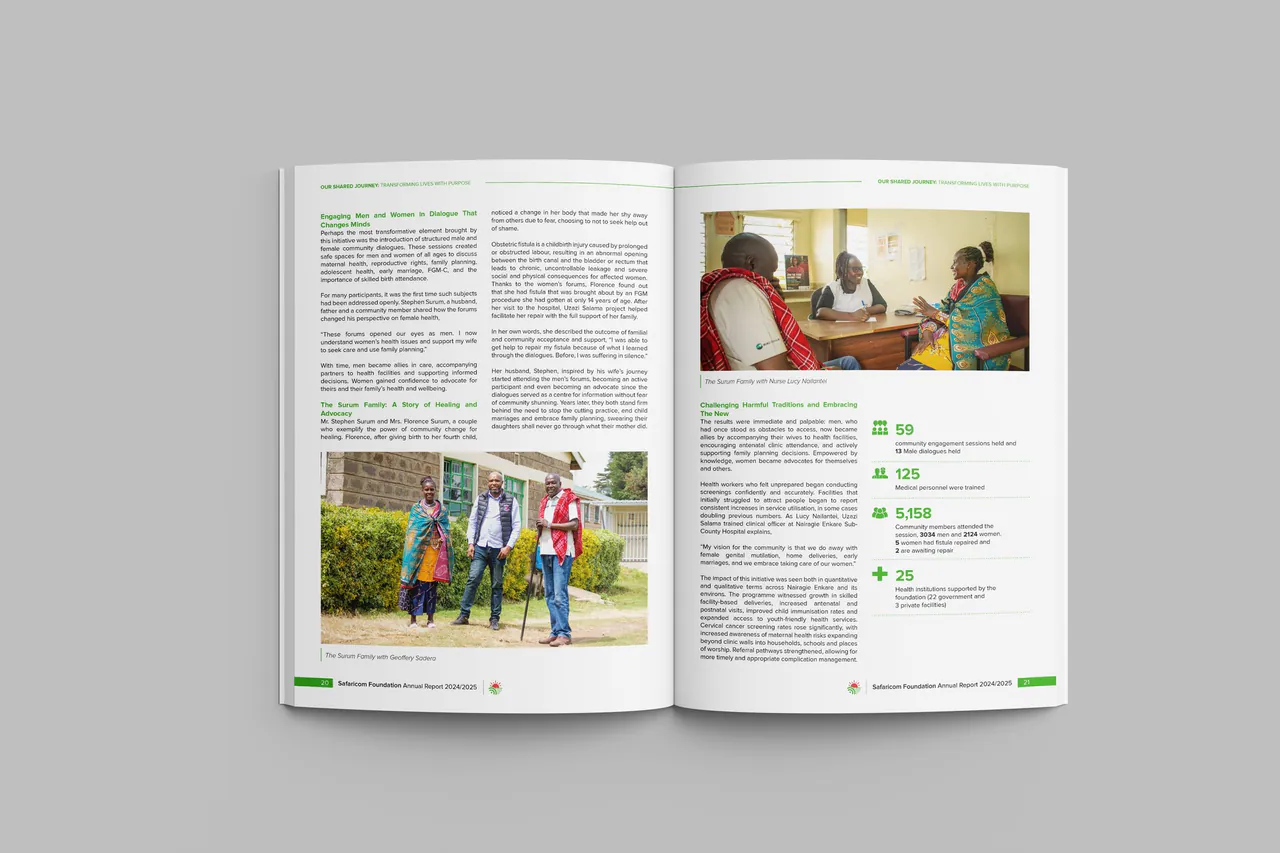 OUR SHARED JOURNEY: TRANSFORMING LIVES WITH PURPOSE
Engaging Men and Women in Dialogue That
Changes Minds
Perhaps the most transformative element brought by
this initiative was the introduction of structured male and
female community dialogues. These sessions created
safe spaces for men and women of all ages to discuss
maternal health, reproductive rights, family planning,
adolescent health, early marriage, FGM-C, and the
importance of skilled birth attendance.
For many participants, it was the first time such subjects
had been addressed openly. Stephen Surum, a husband,
father and a community member shared how the forums
changed his perspective on female health,
“These forums opened our eyes as men. I now
understand women’s health issues and support my wife
to seek care and use family planning.”
With time, men became allies in care, accompanying
partners to health facilities and supporting informed
decisions. Women gained confidence to advocate for
theirs and their family’s health and wellbeing.
The Surum Family: A Story of Healing and
Advocacy
Mr. Stephen Surum and Mrs. Florence Surum, a couple
who exemplify the power of community change for
healing. Florence, after giving birth to her fourth child,
noticed a change in her body that made her shy away
from others due to fear, choosing to not to seek help out
of shame.
Obstetric fistula is a childbirth injury caused by prolonged
or obstructed labour, resulting in an abnormal opening
between the birth canal and the bladder or rectum that
leads to chronic, uncontrollable leakage and severe
social and physical consequences for affected women.
Thanks to the women’s forums, Florence found out
that she had fistula that was brought about by an FGM
procedure she had gotten at only 14 years of age. After
her visit to the hospital, Uzazi Salama project helped
facilitate her repair with the full support of her family.
In her own words, she described the outcome of familial
and community acceptance and support, “I was able to
get help to repair my fistula because of what I learned
through the dialogues. Before, I was suffering in silence.”
Her husband, Stephen, inspired by his wife’s journey
started attending the men’s forums, becoming an active
participant and even becoming an advocate since the
dialogues served as a centre for information without fear
of community shunning. Years later, they both stand firm
behind the need to stop the cutting practice, end child
marriages and embrace family planning, swearing their
daughters shall never go through what their mother did.
The Surum Family with Geoffery Sadera
20 Safaricom Foundation Annual Report 2024/2025
OUR SHARED JOURNEY: TRANSFORMING LIVES WITH PURPOSE
The Surum Family with Nurse Lucy Nailantei
Challenging Harmful Traditions and Embracing
The New
The results were immediate and palpable: men, who
had once stood as obstacles to access, now became
allies by accompanying their wives to health facilities,
encouraging antenatal clinic attendance, and actively
supporting family planning decisions. Empowered by
knowledge, women became advocates for themselves
and others.
Health workers who felt unprepared began conducting
screenings confidently and accurately. Facilities that
initially struggled to attract people began to report
consistent increases in service utilisation, in some cases
doubling previous numbers. As Lucy Nailantei, Uzazi
Salama trained clinical officer at Nairagie Enkare Sub-
County Hospital explains,
“My vision for the community is that we do away with
female genital mutilation, home deliveries, early
marriages, and we embrace taking care of our women.”
The impact of this initiative was seen both in quantitative
and qualitative terms across Nairagie Enkare and its
environs. The programme witnessed growth in skilled
facility-based deliveries, increased antenatal and
postnatal visits, improved child immunisation rates and
expanded access to youth-friendly health services.
Cervical cancer screening rates rose significantly, with
increased awareness of maternal health risks expanding
beyond clinic walls into households, schools and places
of worship. Referral pathways strengthened, allowing for
more timely and appropriate complication management.
59
community engagement sessions held and
13 Male dialogues held
125
Medical personnel were trained
5,158
Community members attended the
session, 3034 men and 2124 women.
5 women had fistula repaired and
2 are awaiting repair
25
Health institutions supported by the
foundation (22 government and
3 private facilities)
Safaricom Foundation Annual Report 2024/2025 21